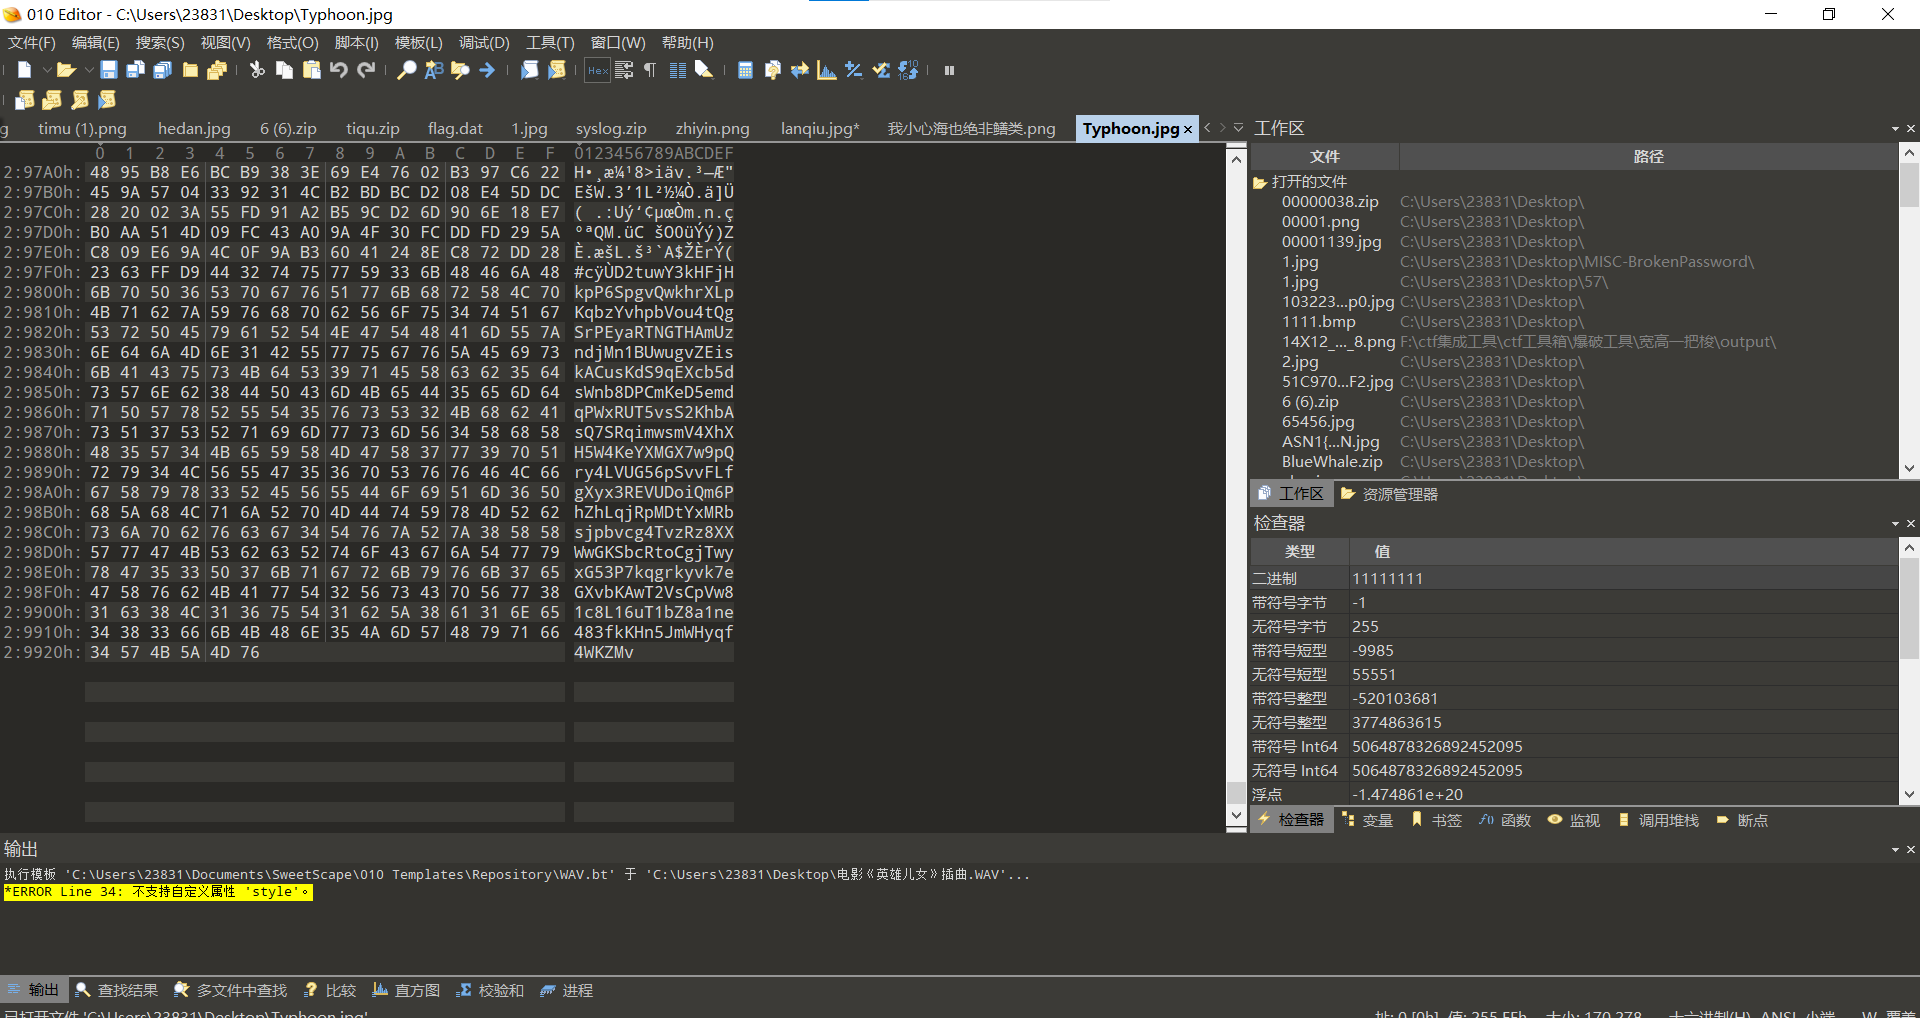 010 Editor - C:\Users\23831\Desktop\Typhoon.jpg
文件(F) 编辑(E) 搜索(S) 视图(V) 格式(O) 脚本(I) 模板(L) 调试(D) 工具(T) 窗口(W) 帮助(H)
g timu (1).png hedan.jpg 6 (6).zip tiqu.zip flag.dat 1.jpg syslog.zip zhiyin.png lanqiu.jpg* 我小心海也绝非鳝类.png Typhoon.jpg
0 1 2 3 4 5 6 7 8 9 A B C D E F 0123456789ABCDEF
2:97A0h: 48 95 B8 E6 BC B9 38 3E 69 E4 76 02 B3 97 C6 22 H•¸æ¼¹8>iäv.³—Æ"
2:97B0h: 45 9A 57 04 33 92 31 4C B2 BD BC D2 08 E4 5D DC EšW.3’1L²½¼Ò.ä]Ü
2:97C0h: 28 20 02 3A 55 FD 91 A2 B5 9C D2 6D 90 6E 18 E7 ( .:Uý‘¢µœÒm.n.ç
2:97D0h: B0 AA 51 4D 09 FC 43 A0 9A 4F 30 FC DD FD 29 5A °ªQM.üC šO0üÝý)Z
2:97E0h: C8 09 E6 9A 4C 0F 9A B3 60 41 24 8E C8 72 DD 28 È.æšL.š³`A$ŽÈrÝ(
2:97F0h: 23 63 FF D9 44 32 74 75 77 59 33 6B 48 46 6A 48 #cÿÙD2tuwY3kHFjH
2:9800h: 6B 70 50 36 53 70 67 76 51 77 6B 68 72 58 4C 70 kpP6SpgvQwkhrXLp
2:9810h: 4B 71 62 7A 59 76 68 70 62 56 6F 75 34 74 51 67 KqbzYvhpbVou4tQg
2:9820h: 53 72 50 45 79 61 52 54 4E 47 54 48 41 6D 55 7A SrPEyaRTNGTHAmUz
2:9830h: 6E 64 6A 4D 6E 31 42 55 77 75 67 76 5A 45 69 73 ndjMn1BUwugvZEis
2:9840h: 6B 41 43 75 73 4B 64 53 39 71 45 58 63 62 35 64 kACusKdS9qEXcb5d
2:9850h: 73 57 6E 62 38 44 50 43 6D 4B 65 44 35 65 6D 64 sWnb8DPCmKeD5emd
2:9860h: 71 50 57 78 52 55 54 35 76 73 53 32 4B 68 62 41 qPWxRUT5vsS2KhbA
2:9870h: 73 51 37 53 52 71 69 6D 77 73 6D 56 34 58 68 58 sQ7SRqimwsmV4XhX
2:9880h: 48 35 57 34 4B 65 59 58 4D 47 58 37 77 39 70 51 H5W4KeYXMGX7w9pQ
2:9890h: 72 79 34 4C 56 55 47 35 36 70 53 76 76 46 4C 66 ry4LVUG56pSvvFLf
2:98A0h: 67 58 79 78 33 52 45 56 55 44 6F 69 51 6D 36 50 gXyx3REVUDoiQm6P
2:98B0h: 68 5A 68 4C 71 6A 52 70 4D 44 74 59 78 4D 52 62 hZhLqjRpMDtYxMRb
2:98C0h: 73 6A 70 62 76 63 67 34 54 76 7A 52 7A 38 58 58 sjpbvcg4TvzRz8XX
2:98D0h: 57 77 47 4B 53 62 63 52 74 6F 43 67 6A 54 77 79 WwGKSbcRtoCgjTwy
2:98E0h: 78 47 35 33 50 37 6B 71 67 72 6B 79 76 6B 37 65 xG53P7kqgrkyvk7e
2:98F0h: 47 58 76 62 4B 41 77 54 32 56 73 43 70 56 77 38 GXvbKAwT2VsCpVw8
2:9900h: 31 63 38 4C 31 36 75 54 31 62 5A 38 61 31 6E 65 1c8L16uT1bZ8a1ne
2:9910h: 34 38 33 66 6B 4B 48 6E 35 4A 6D 57 48 79 71 66 483fkKHn5JmWHyqf
2:9920h: 34 57 4B 5A 4D 76 4WKZMv
工作区
文件 路径
打开的文件
00000038.zip C:\Users\23831\Desktop\
00001.png C:\Users\23831\Desktop\
00001139.jpg C:\Users\23831\Desktop\
1.jpg C:\Users\23831\Desktop\MISC-BrokenPassword\
1.jpg C:\Users\23831\Desktop\57\
103223...p0.jpg C:\Users\23831\Desktop\
1111.bmp C:\Users\23831\Desktop\
14X12_..._8.png F:\ctf集成工具\ctf工具箱\爆破工具\宽高一把梭\output\
2.jpg C:\Users\23831\Desktop\
51C970...F2.jpg C:\Users\23831\Desktop\
6 (6).zip C:\Users\23831\Desktop\
65456.jpg C:\Users\23831\Desktop\
ASN1{...N.jpg C:\Users\23831\Desktop\
BlueWhale.zip C:\Users\23831\Desktop\
工作区 资源管理器
检查器
类型 值
二进制 11111111
带符号字节 -1
无符号字节 255
带符号短型 -9985
无符号短型 55551
带符号整型 -520103681
无符号整型 3774863615
带符号 Int64 5064878326892452095
无符号 Int64 5064878326892452095
浮点 -1.474861e+20
检查器 变量 书签 函数 监视 调用堆栈 断点
输出
执行模板 'C:\Users\23831\Documents\SweetScape\010 Templates\Repository\WAV.bt' 于 'C:\Users\23831\Desktop\电影《英雄儿女》插曲.WAV'...
*ERROR Line 34: 不支持自定义属性 'style'。
输出 查找结果 多文件中查找 比较 直方图 校验和 进程
已打开文件 'C:\Users\23831\Desktop\Typhoon.jpg'
址: 0 [0h] 值: 255 FFh 大小: 170,278 十六进制(H) ANSI 小端 W 覆盖